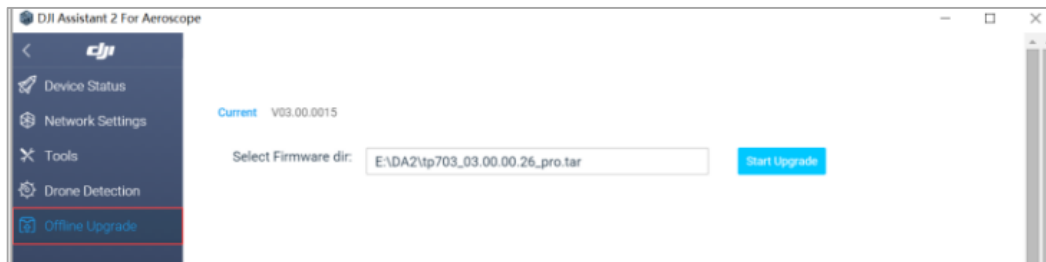 DJI Assistant 2 For Aeroscope
dji
Device Status
Network Settings
Tools
Drone Detection
Offline Upgrade
Current V03.00.0015
Select Firmware dir: E:\DA2\tp703_03.00.00.26_pro.tar Start Upgrade